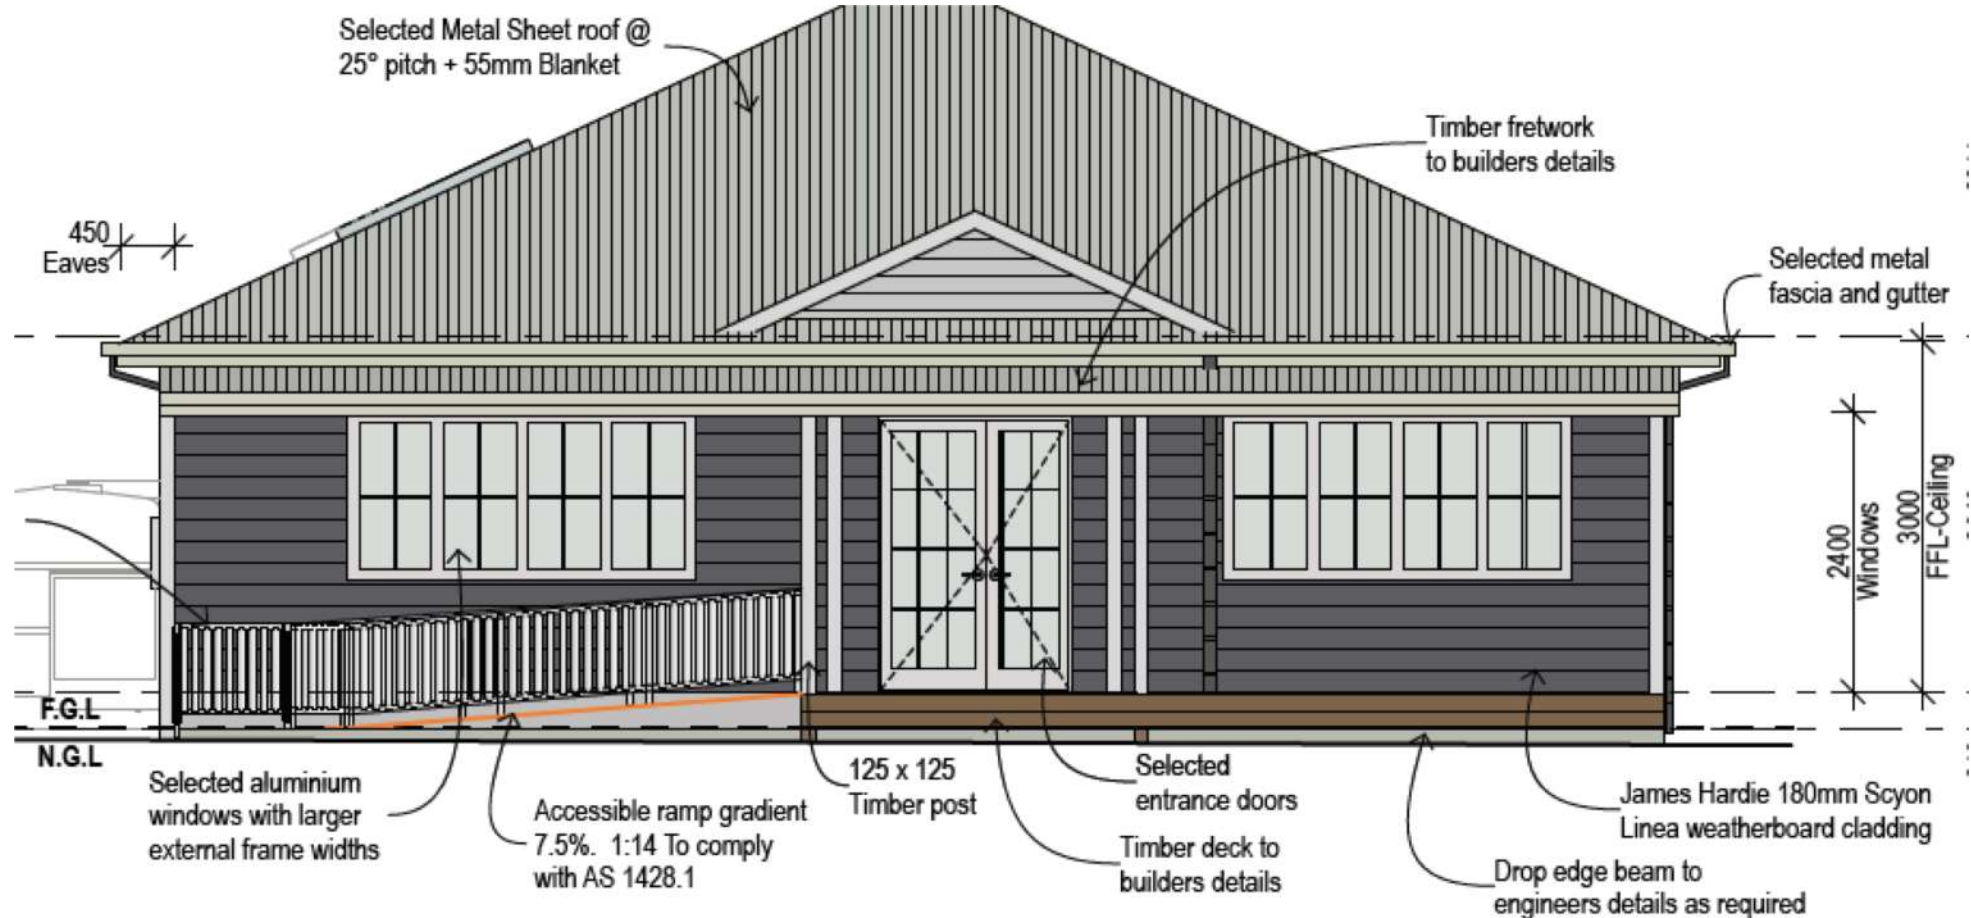 Selected Metal Sheet roof @
25° pitch + 55mm Blanket
Timber fretwork
to builders details
450
Eaves
Selected metal
fascia and gutter
2400
Windows
3000
FFL-Ceiling
F.G.L
N.G.L
Selected aluminium
windows with larger
external frame widths
Accessible ramp gradient
7.5%. 1:14 To comply
with AS 1428.1
125 x 125
Timber post
Selected
entrance doors
Timber deck to
builders details
James Hardie 180mm Scyon
Linea weatherboard cladding
Drop edge beam to
engineers details as required